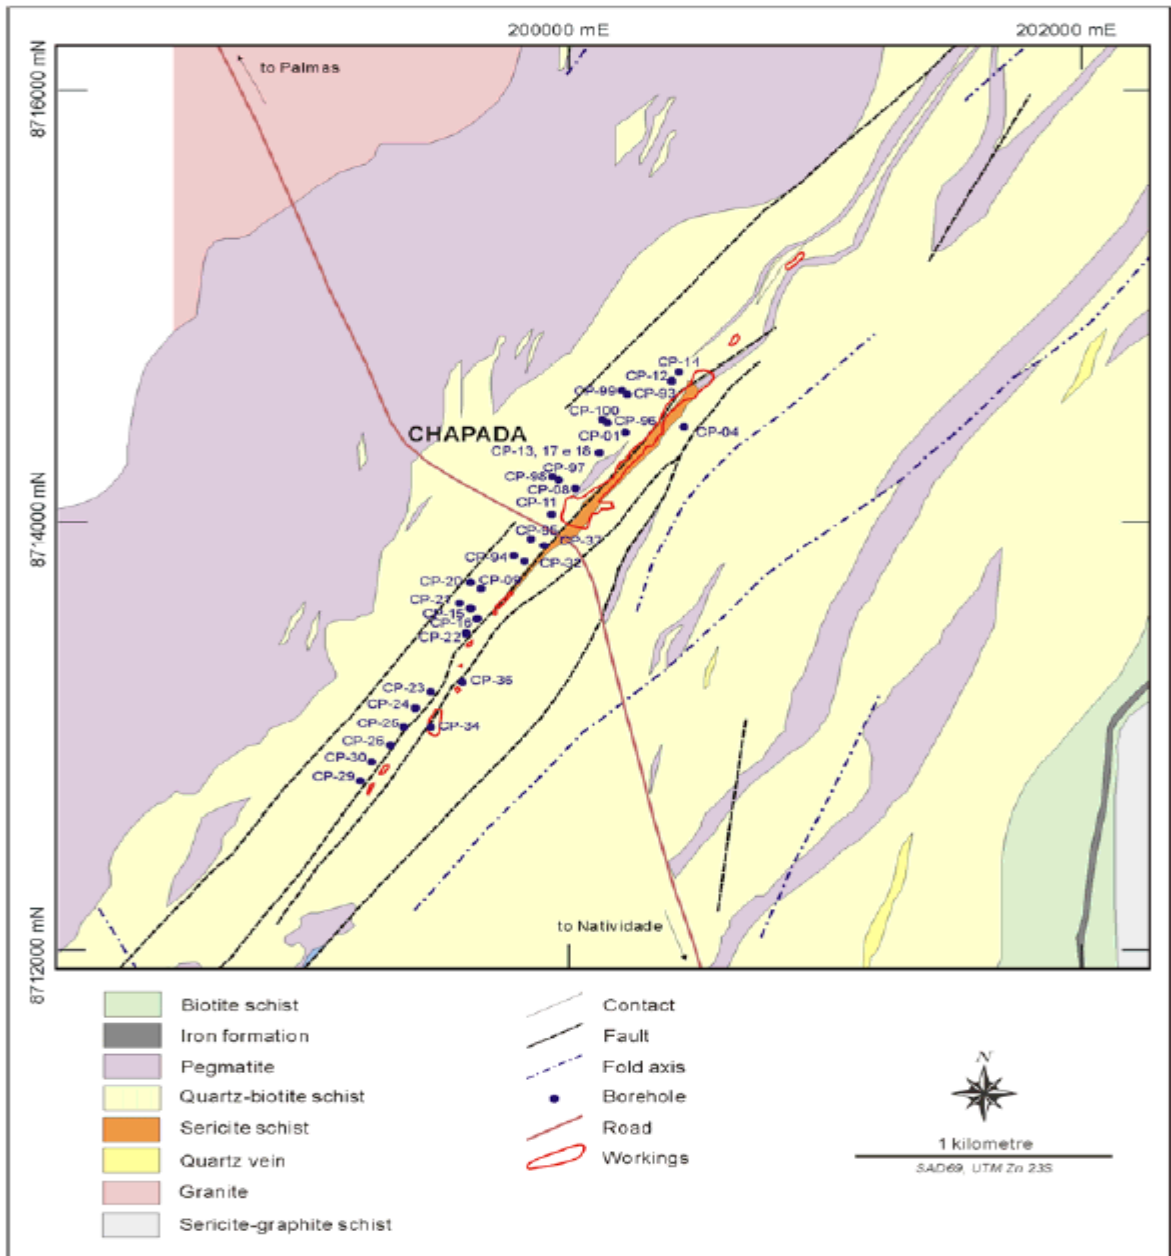 200000 mE
202000 mE
8716000 mN
8714000 mN
8712000 mN
to Palmas
CP-14
CP-12
CP-99
CP-93
CP-100
CP-96
CHAPADA
CP-01
CP-04
CP-13, 17 e 18
CP-97
CP-98
CP-08
CP-11
CP-95
CP-37
CP-94
CP-32
CP-20
CP-09
CP-21
CP-15
CP-16
CP-22
CP-36
CP-23
CP-24
CP-25
CP-34
CP-26
CP-30
CP-29
to Natividade
Biotite schist
Iron formation
Pegmatite
Quartz-biotite schist
Sericite schist
Quartz vein
Granite
Sericite-graphite schist
Contact
Fault
Fold axis
Borehole
Road
Workings
N
1 kilometre
SAD69, UTM Zn 23S